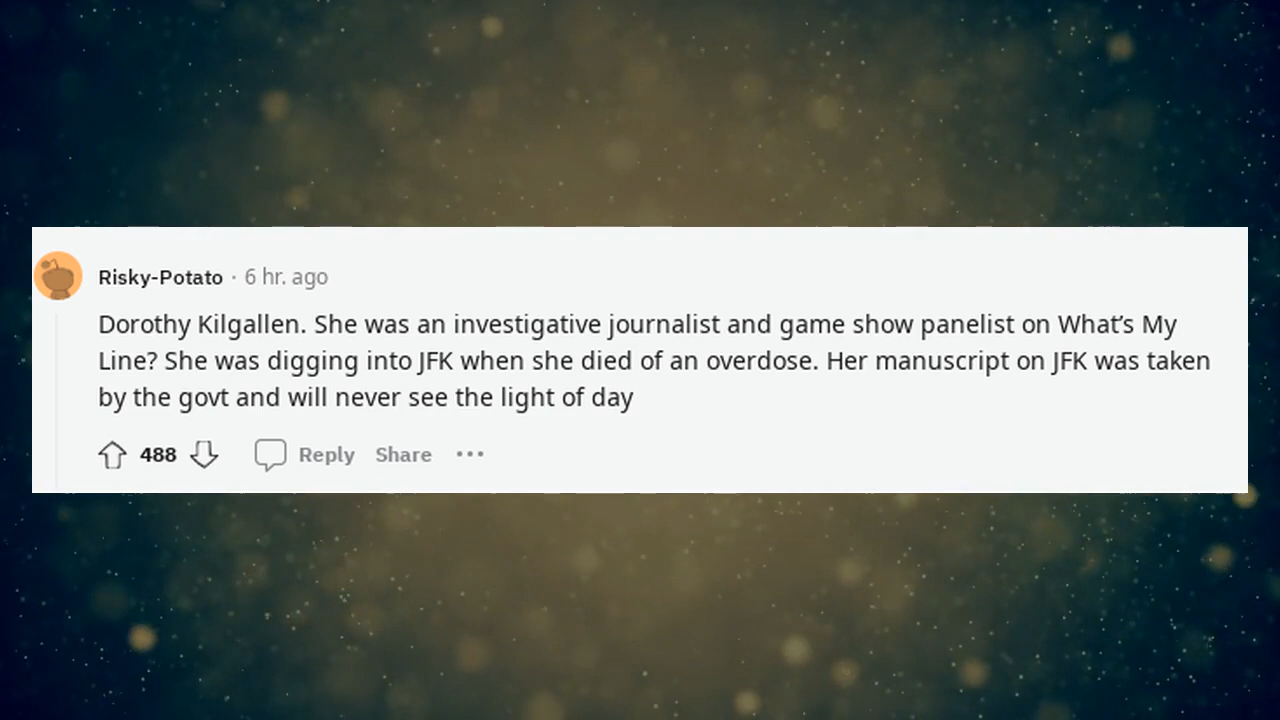 Risky-Potato · 6 hr. ago
Dorothy Kilgallen. She was an investigative journalist and game show panelist on What’s My
Line? She was digging into JFK when she died of an overdose. Her manuscript on JFK was taken
by the govt and will never see the light of day
488 Reply Share •••